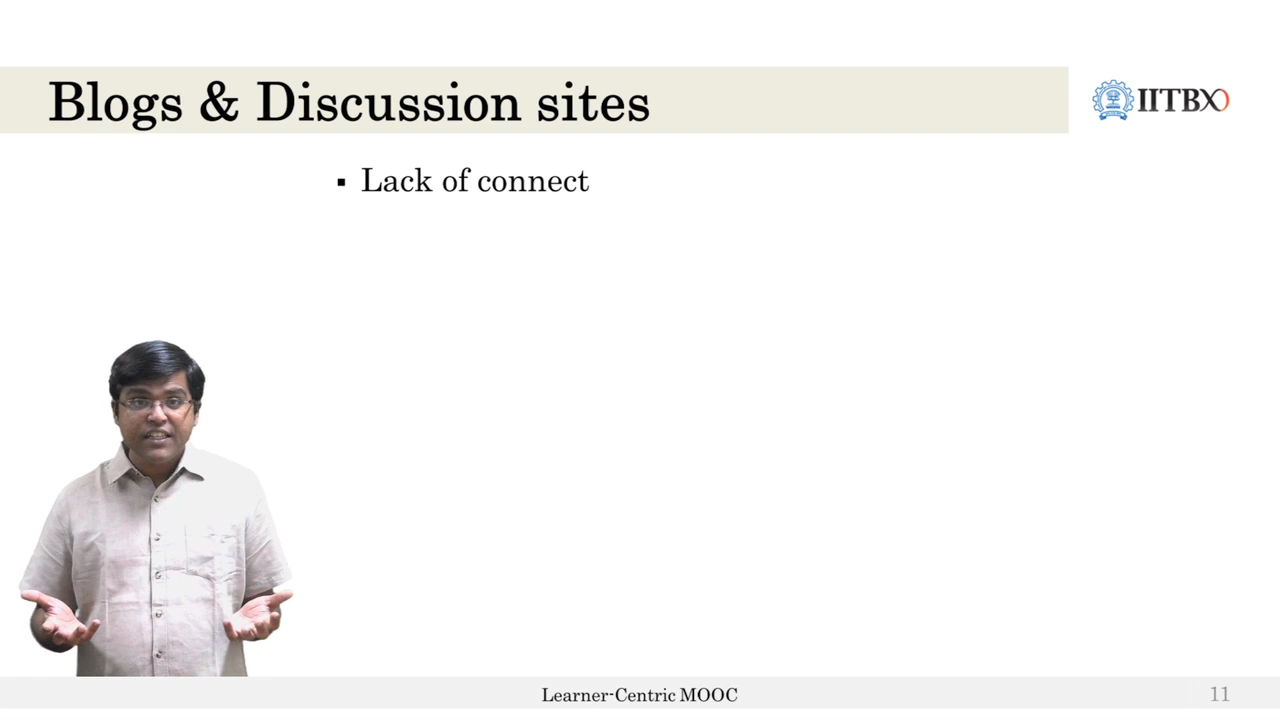 Blogs & Discussion sites
IITBX
▪ Lack of connect
Learner-Centric MOOC
11